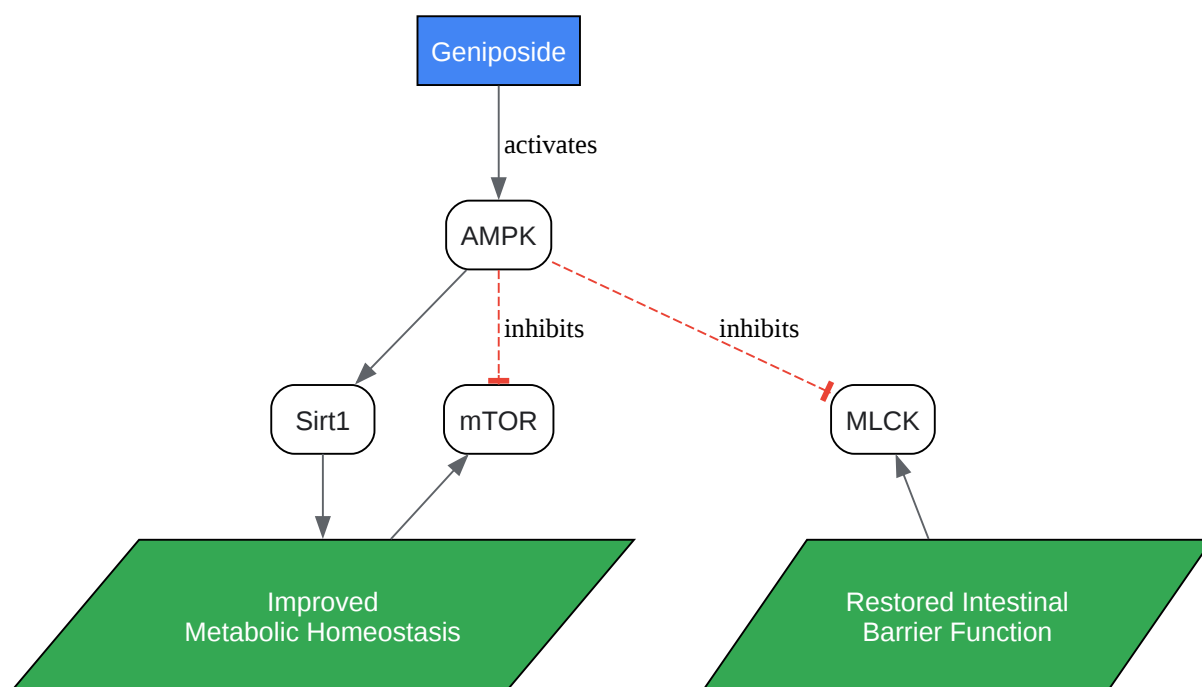 Geniposide
activates
AMPK
inhibits
inhibits
Sirt1
mTOR
MLCK
Improved
Metabolic Homeostasis
Restored Intestinal
Barrier Function